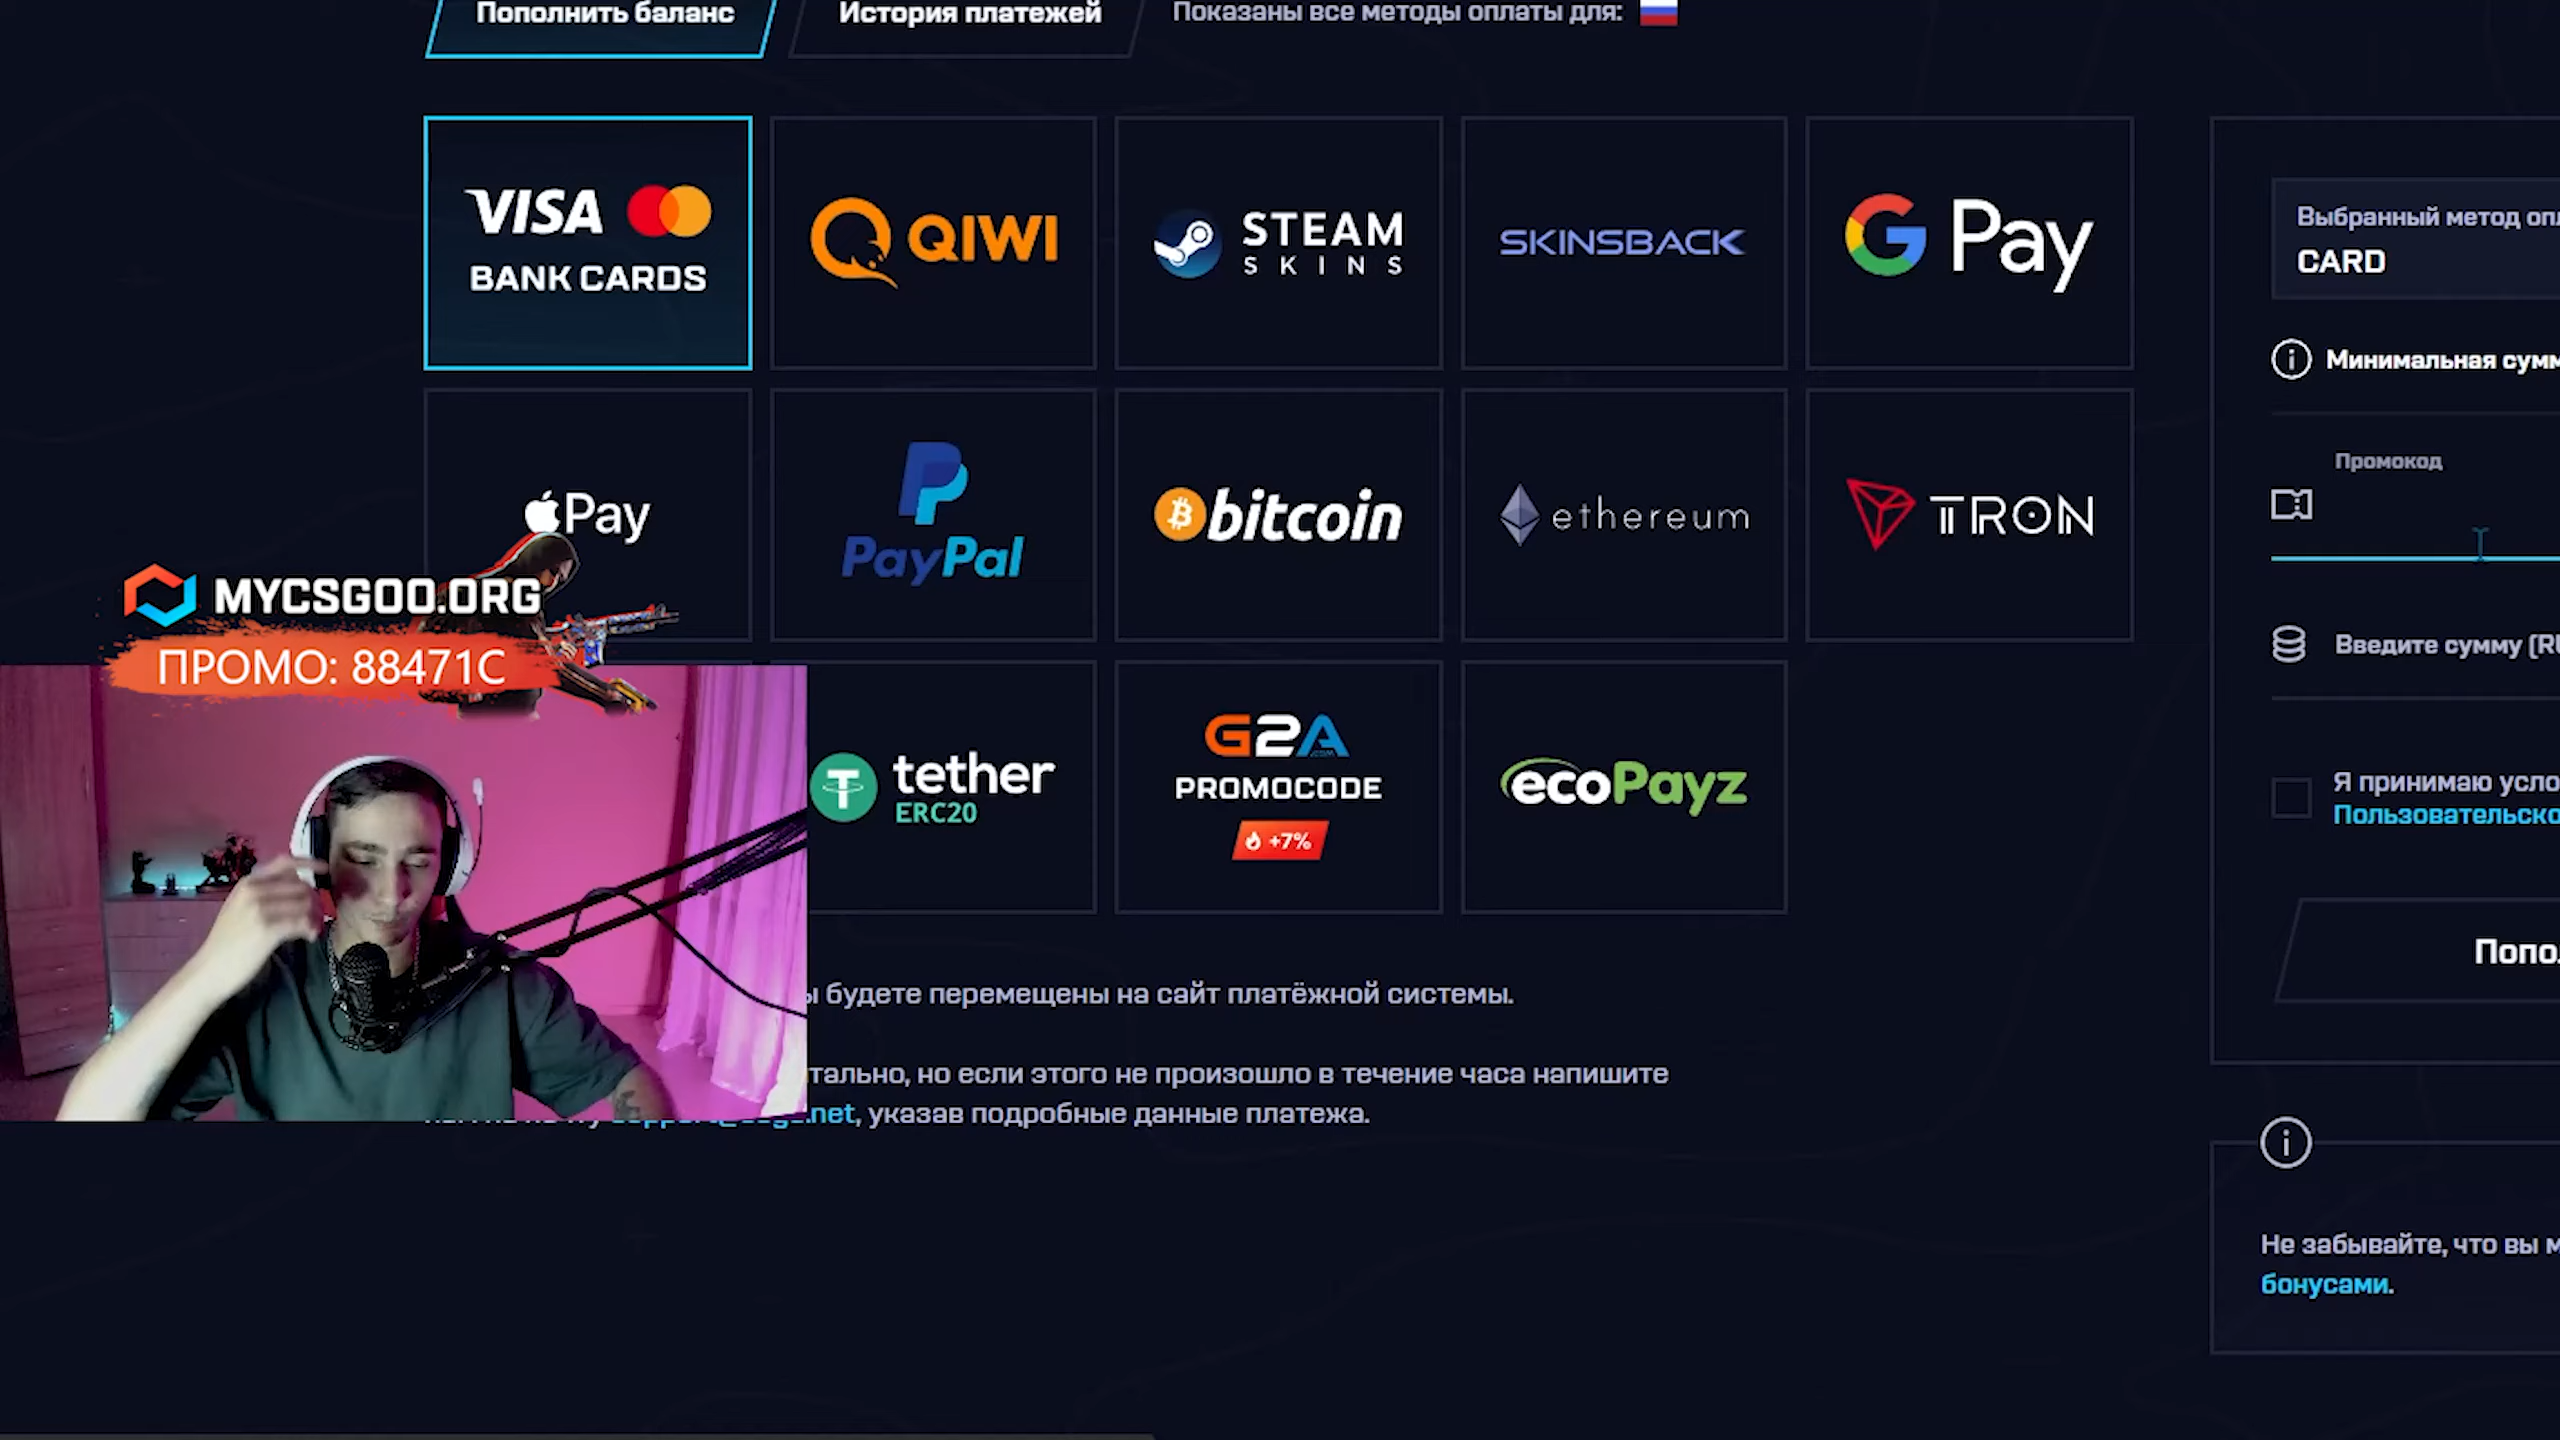 Пополнить баланс
История платежей
Показаны все методы оплаты для:
VISA
BANK CARDS
QIWI
STEAM
SKINS
SKINSBACK
G Pay
Pay
PayPal
bitcoin
ethereum
TRON
MYCSGOO.ORG
ПРОМО: 88471C
tether
ERC20
G2A
PROMOCODE
+7%
ecoPayz
будете перемещены на сайт платёжной системы.
но если этого не произошло в течение часа напишите
.net, указав подробные данные платежа.
Выбранный метод оп
CARD
Минимальная сумм
Промокод
Введите сумму (R
Я принимаю усло
Пользовательско
Попо
Не забывайте, что вы м
бонусами.